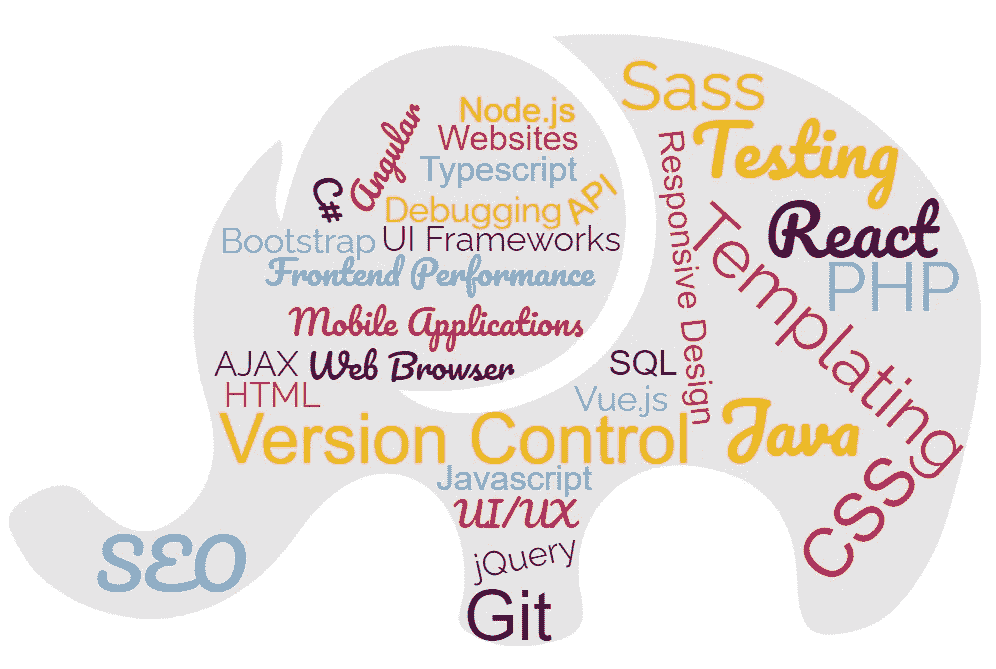 Sass
Node.js
Testing
Angular
Websites
Responsive Design
Typescript
C#
API
Debugging
React
Templating
Bootstrap
UI Frameworks
Frontend Performance
PHP
Mobile Applications
AJAX
Web Browser
SQL
HTML
Vue.js
Version Control
Java
Javascript
CSS
UI/UX
SEO
jQuery
Git